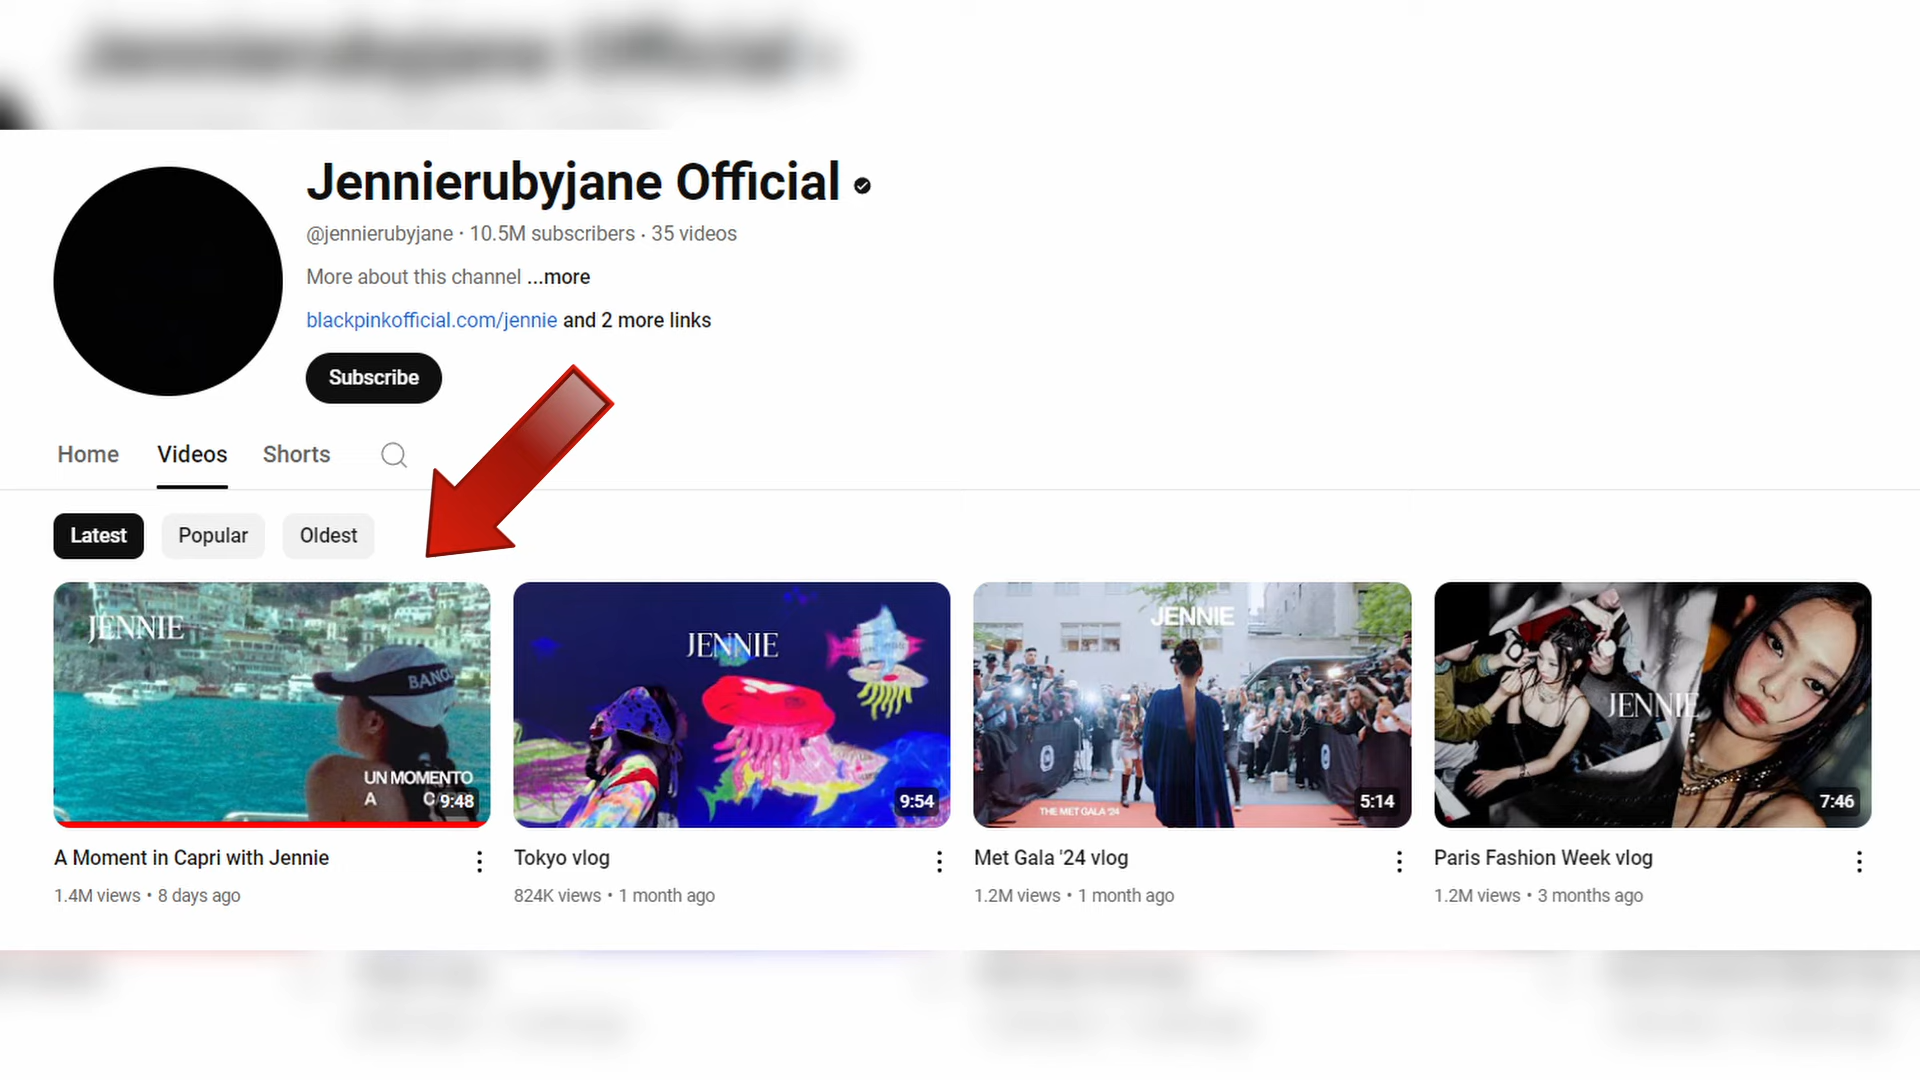 Jennierubyjane Official
@jennierubyjane · 10.5M subscribers · 35 videos
More about this channel ...more
blackpinkofficial.com/jennie and 2 more links
Subscribe
Home Videos Shorts
Latest Popular Oldest
JENNIE
BANC
UN MOMENTO
A C
9:48
JENNIE
9:54
JENNIE
THE MET GALA '24
5:14
JENNIE
7:46
A Moment in Capri with Jennie
1.4M views • 8 days ago
Tokyo vlog
824K views • 1 month ago
Met Gala '24 vlog
1.2M views • 1 month ago
Paris Fashion Week vlog
1.2M views • 3 months ago